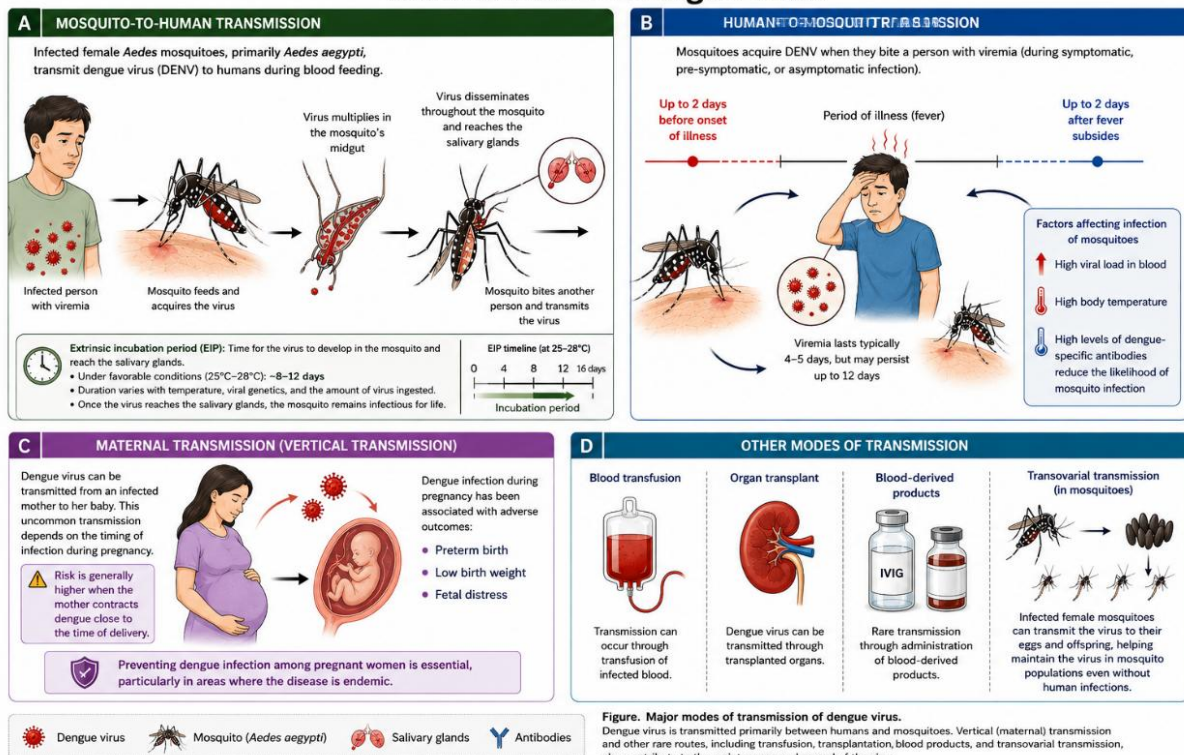 A MOSQUITO-TO-HUMAN TRANSMISSION
Infected female Aedes mosquitoes, primarily Aedes aegypti,
transmit dengue virus (DENV) to humans during blood feeding.
Virus multiplies in
the mosquito's
midgut
Virus disseminates
throughout the mosquito
and reaches the
salivary glands
Infected person
with viremia
Mosquito feeds and
acquires the virus
Mosquito bites another
person and transmits
the virus
Extrinsic incubation period (EIP): Time for the virus to develop in the mosquito and
reach the salivary glands.
• Under favorable conditions (25°C–28°C): ~8–12 days
• Duration varies with temperature, viral genetics, and the amount of virus ingested.
• Once the virus reaches the salivary glands, the mosquito remains infectious for life.
EIP timeline (at 25–28°C)
0 4 8 12 16 days
Incubation period
B
Mosquitoes acquire DENV when they bite a person with viremia (during symptomatic,
pre-symptomatic, or asymptomatic infection).
Up to 2 days
before onset
of illness
Period of illness (fever)
Up to 2 days
after fever
subsides
Viremia lasts typically
4–5 days, but may persist
up to 12 days
Factors affecting infection
of mosquitoes
High viral load in blood
High body temperature
High levels of dengue-
specific antibodies
reduce the likelihood of
mosquito infection
C MATERNAL TRANSMISSION (VERTICAL TRANSMISSION)
Dengue virus can be
transmitted from an infected
mother to her baby. This
uncommon transmission
depends on the timing of
infection during pregnancy.
Risk is generally
higher when the
mother contracts
dengue close to
the time of delivery.
Dengue infection during
pregnancy has been
associated with adverse
outcomes:
• Preterm birth
• Low birth weight
• Fetal distress
Preventing dengue infection among pregnant women is essential,
particularly in areas where the disease is endemic.
D OTHER MODES OF TRANSMISSION
Blood transfusion
Transmission can
occur through
transfusion of
infected blood.
Organ transplant
Dengue virus can be
transmitted through
transplanted organs.
Blood-derived
products
IVIG
Rare transmission
through administration
of blood-derived
products.
Transovarial transmission
(in mosquitoes)
Infected female mosquitoes
can transmit the virus to their
eggs and offspring, helping
maintain the virus in mosquito
populations even without
human infections.
Dengue virus
Mosquito (Aedes aegypti)
Salivary glands
Antibodies
Figure. Major modes of transmission of dengue virus.
Dengue virus is transmitted primarily between humans and mosquitoes. Vertical (maternal) transmission
and other rare routes, including transfusion, transplantation, blood products, and transovarial transmission,